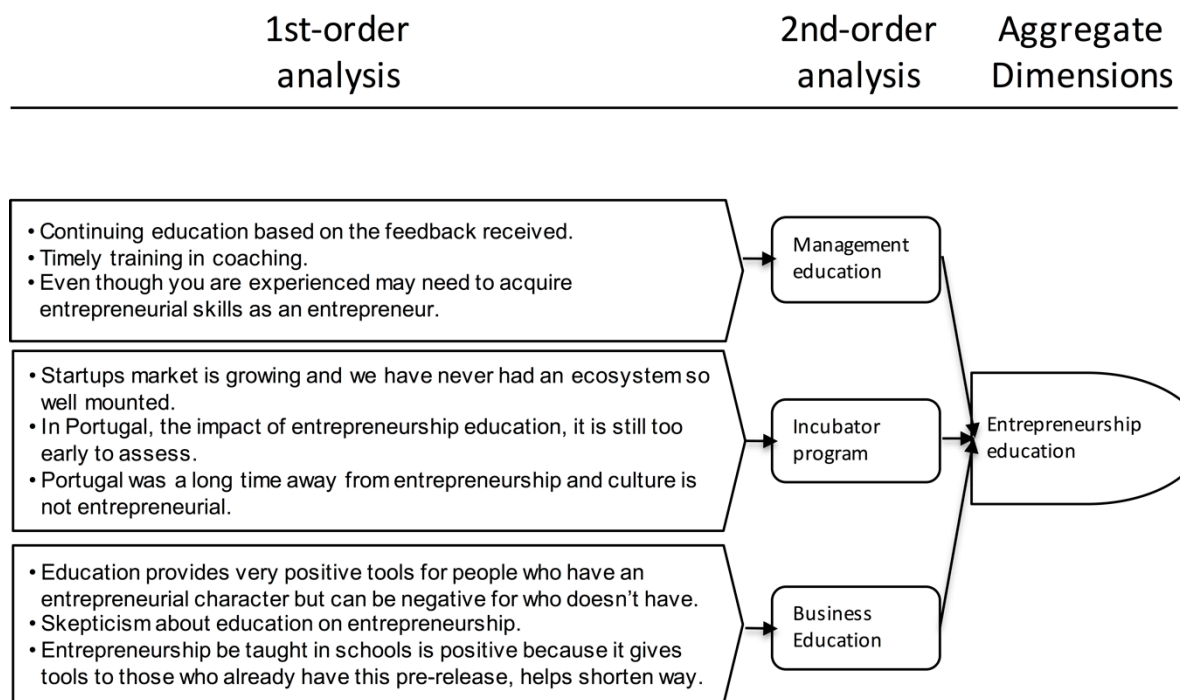 1st-order
analysis
2nd-order
analysis
Aggregate
Dimensions
• Continuing education based on the feedback received.
• Timely training in coaching.
• Even though you are experienced may need to acquire
entrepreneurial skills as an entrepreneur.
Management
education
• Startups market is growing and we have never had an ecosystem so
well mounted.
• In Portugal, the impact of entrepreneurship education, it is still too
early to assess.
• Portugal was a long time away from entrepreneurship and culture is
not entrepreneurial.
Incubator
program
Entrepreneurship
education
• Education provides very positive tools for people who have an
entrepreneurial character but can be negative for who doesn't have.
• Skepticism about education on entrepreneurship.
• Entrepreneurship be taught in schools is positive because it gives
tools to those who already have this pre-release, helps shorten way.
Business
Education